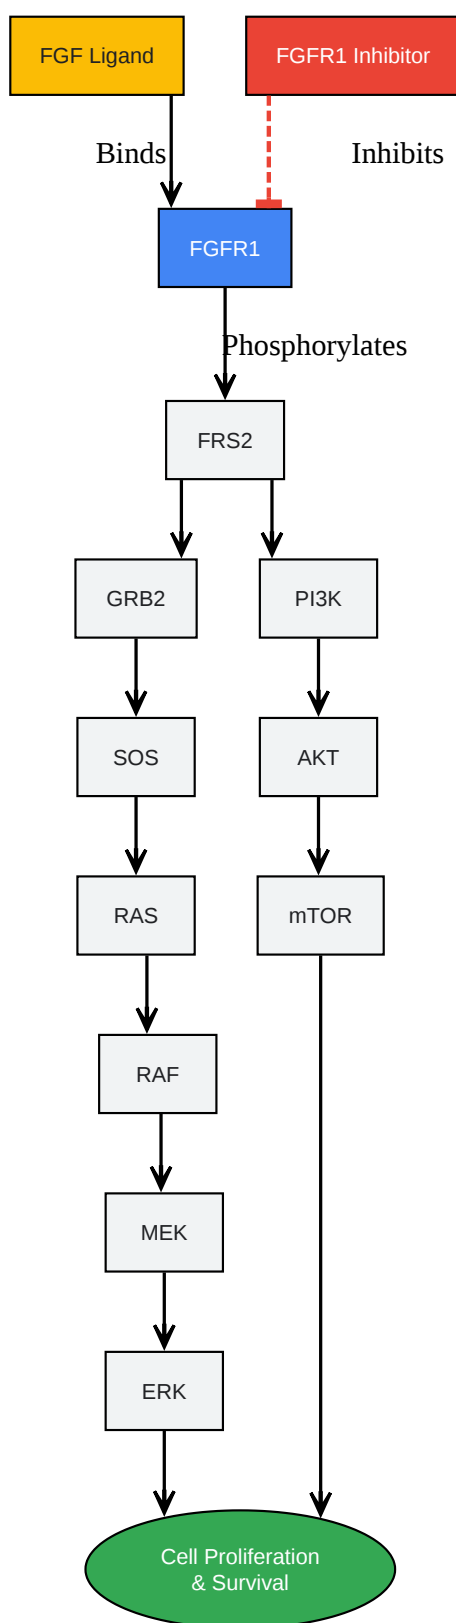 FGF Ligand
FGFR1 Inhibitor
Binds
Inhibits
FGFR1
Phosphorylates
FRS2
GRB2
PI3K
SOS
AKT
RAS
mTOR
RAF
MEK
ERK
Cell Proliferation
& Survival